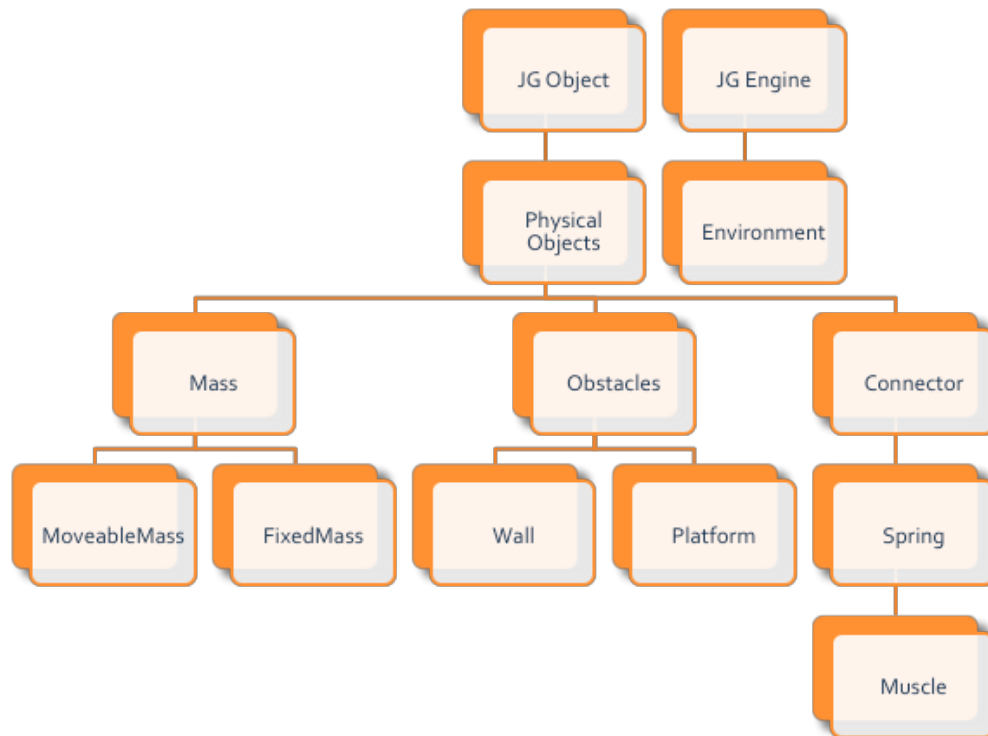 JG Object
JG Engine
Physical
Objects
Environment
Mass
Obstacles
Connector
MoveableMass
FixedMass
Wall
Platform
Spring
Muscle